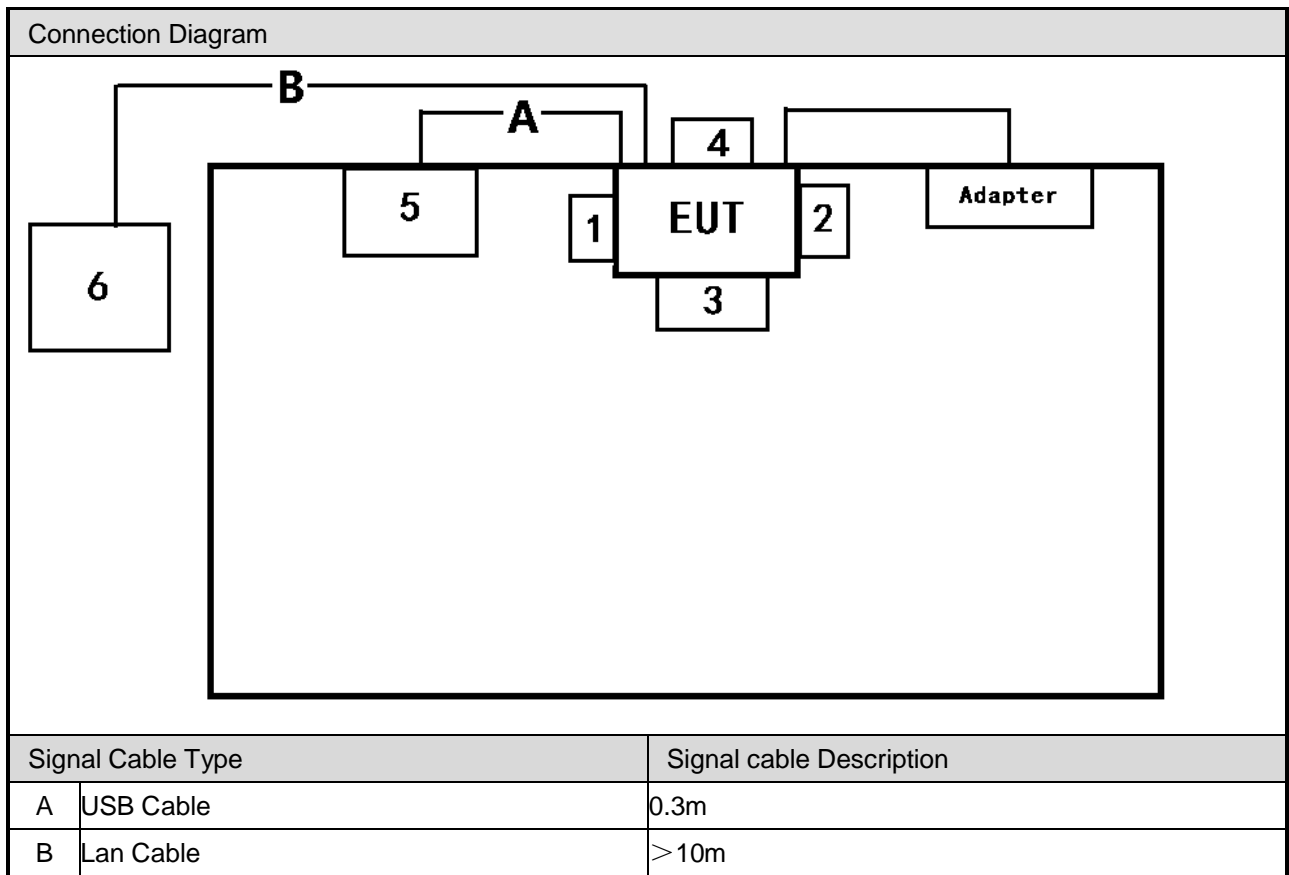 Connection Diagram
B
A
4
5
1
EUT
2
Adapter
6
3
Signal Cable Type Signal cable Description
A USB Cable 0.3m
B Lan Cable ＞10m